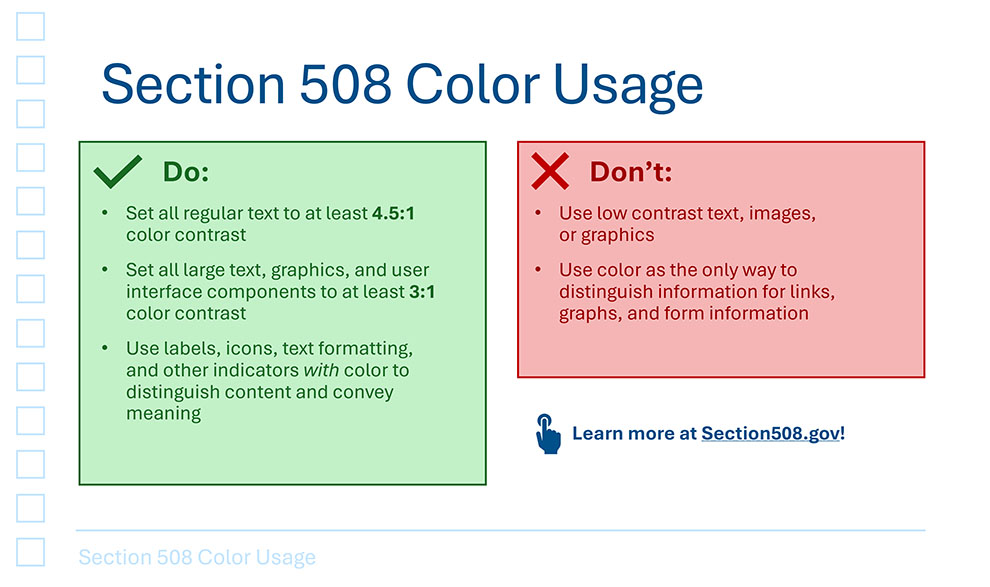 Section 508 Color Usage
Do:
• Set all regular text to at least 4.5:1
color contrast
• Set all large text, graphics, and user
interface components to at least 3:1
color contrast
• Use labels, icons, text formatting,
and other indicators with color to
distinguish content and convey
meaning
Don’t:
• Use low contrast text, images,
or graphics
• Use color as the only way to
distinguish information for links,
graphs, and form information
Learn more at Section508.gov!
Section 508 Color Usage